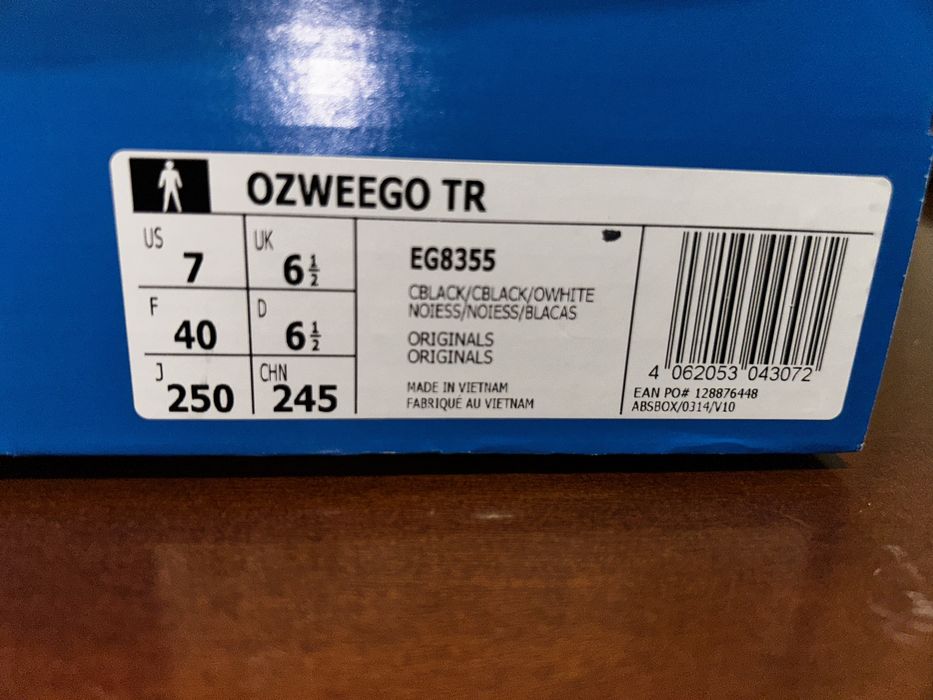 OZWEEGO TR
US 7
UK 6½
F 40
D 6½
J 250
CHN 245
EG8355
CBLACK/CBLACK/OWHITE
NOIESS/NOIESS/BLACAS
ORIGINALS
ORIGINALS
MADE IN VIETNAM
FABRIQUÉ AU VIETNAM
4 062053 043072
EAN PO# 128876448
ABSBOX/0314/V10